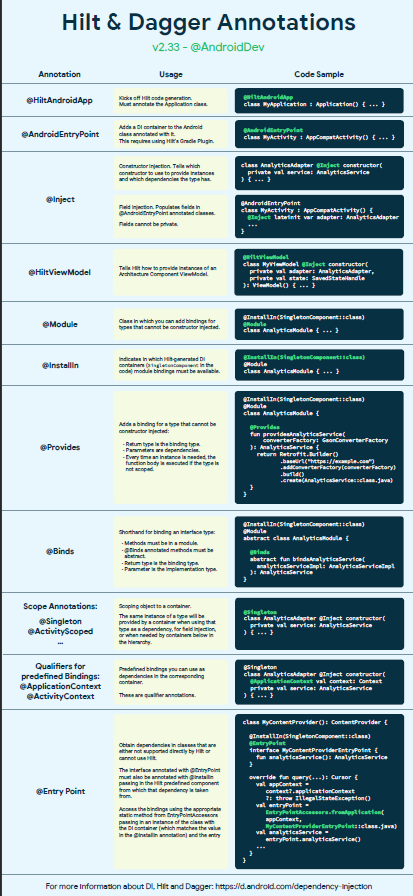 Hilt & Dagger Annotations
v2.33 - @AndroidDev
Annotation
Usage
Code Sample
@HiltAndroidApp
Kicks off Hilt code generation.
Must annotate the Application class.
@HiltAndroidApp
class MyApplication : Application() { ... }
@AndroidEntryPoint
Adds a DI container to the Android
class annotated with it.
This requires using Hilt's Gradle Plugin.
@AndroidEntryPoint
class MyActivity : AppCompatActivity() { ... }
@Inject
Constructor Injection. Tells which
constructor to use to provide instances
and which dependencies the type has.
class AnalyticsAdapter @Inject constructor(
private val service: AnalyticsService
) { ... }
Field injection. Populates fields in
@AndroidEntryPoint annotated classes.
Fields cannot be private.
@AndroidEntryPoint
class MyActivity : AppCompatActivity() {
@Inject lateinit var adapter: AnalyticsAdapter
...
}
@HiltViewModel
Tells Hilt how to provide instances of an
Architecture Component ViewModel.
@HiltViewModel
class MyViewModel @Inject constructor(
private val adapter: AnalyticsAdapter,
private val state: SavedStateHandle
): ViewModel() { ... }
@Module
Class in which you can add bindings for
types that cannot be constructor injected.
@InstallIn(SingletonComponent::class)
@Module
class AnalyticsModule { ... }
@InstallIn
Indicates in which Hilt-generated DI
containers (SingletonComponent in the
code) module bindings must be available.
@InstallIn(SingletonComponent::class)
@Module
class AnalyticsModule { ... }
@Provides
Adds a binding for a type that cannot be
constructor injected:
- Return type is the binding type.
- Parameters are dependencies.
- Every time an instance is needed, the
function body is executed if the type is
not scoped.
@InstallIn(SingletonComponent::class)
@Module
class AnalyticsModule {
@Provides
fun providesAnalyticsService(
converterFactory: GsonConverterFactory
): AnalyticsService {
return Retrofit.Builder()
.baseUrl("https://example.com")
.addConverterFactory(converterFactory)
.build()
.create(AnalyticsService::class.java)
}
}
@Binds
Shorthand for binding an interface type:
- Methods must be in a module.
- @Binds annotated methods must be
abstract.
- Return type is the binding type.
- Parameter is the implementation type.
@InstallIn(SingletonComponent::class)
@Module
abstract class AnalyticsModule {
@Binds
abstract fun bindsAnalyticsService(
analyticsServiceImpl: AnalyticsServiceImpl
): AnalyticsService
}
Scope Annotations:
@Singleton
@ActivityScoped
...
Scoping object to a container.
The same instance of a type will be
provided by a container when using that
type as a dependency, for field injection,
or when needed by containers below in
the hierarchy.
@Singleton
class AnalyticsAdapter @Inject constructor(
private val service: AnalyticsService
) { ... }
Qualifiers for
predefined Bindings:
@ApplicationContext
@ActivityContext
Predefined bindings you can use as
dependencies in the corresponding
container.
These are qualifier annotations.
@Singleton
class AnalyticsAdapter @Inject constructor(
@ApplicationContext val context: Context
private val service: AnalyticsService
) { ... }
@Entry Point
Obtain dependencies in classes that are
either not supported directly by Hilt or
cannot use Hilt.
The interface annotated with @EntryPoint
must also be annotated with @InstallIn
passing in the Hilt predefined component
from which that dependency is taken
from.
Access the bindings using the appropriate
static method from EntryPointAccessors
passing in an instance of the class with
the DI container (which matches the value
in the @InstallIn annotation) and the entry
class MyContentProvider(): ContentProvider {
@InstallIn(SingletonComponent::class)
@EntryPoint
interface MyContentProviderEntryPoint {
fun analyticsService(): AnalyticsService
}
override fun query(...): Cursor {
val appContext =
context?.applicationContext
?: throw IllegalStateException()
val entryPoint =
EntryPointAccessors.fromApplication(
appContext,
MyContentProviderEntryPoint::class.java)
val analyticsService =
entryPoint.analyticsService()
...
}
}
For more information about DI, Hilt and Dagger: https://d.android.com/dependency-injection